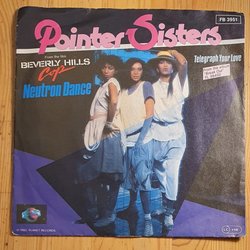 PB 3951
Pointer Sisters
From the film
BEVERLY HILLS
Cop
Neutron Dance
Telegraph Your Love